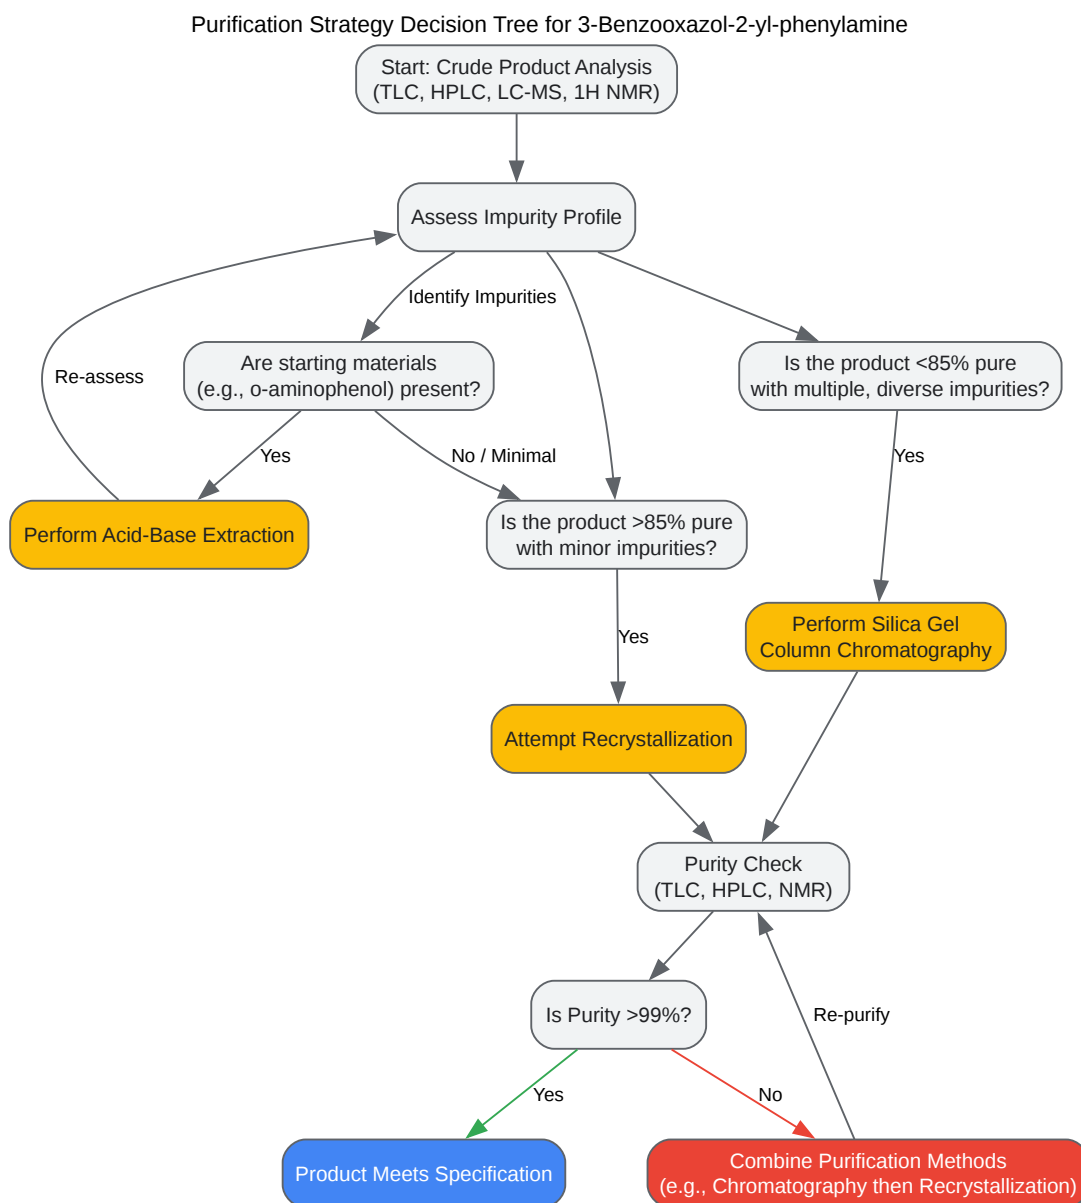 Purification Strategy Decision Tree for 3-Benzooxazol-2-yl-phenylamine
Start: Crude Product Analysis
(TLC, HPLC, LC-MS, 1H NMR)
Assess Impurity Profile
Identify Impurities
Re-assess
Are starting materials
(e.g., o-aminophenol) present?
Is the product <85% pure
with multiple, diverse impurities?
Yes
No / Minimal
Yes
Perform Acid-Base Extraction
Is the product >85% pure
with minor impurities?
Yes
Perform Silica Gel
Column Chromatography
Attempt Recrystallization
Purity Check
(TLC, HPLC, NMR)
Is Purity >99%?
Re-purify
Yes
No
Product Meets Specification
Combine Purification Methods
(e.g., Chromatography then Recrystallization)